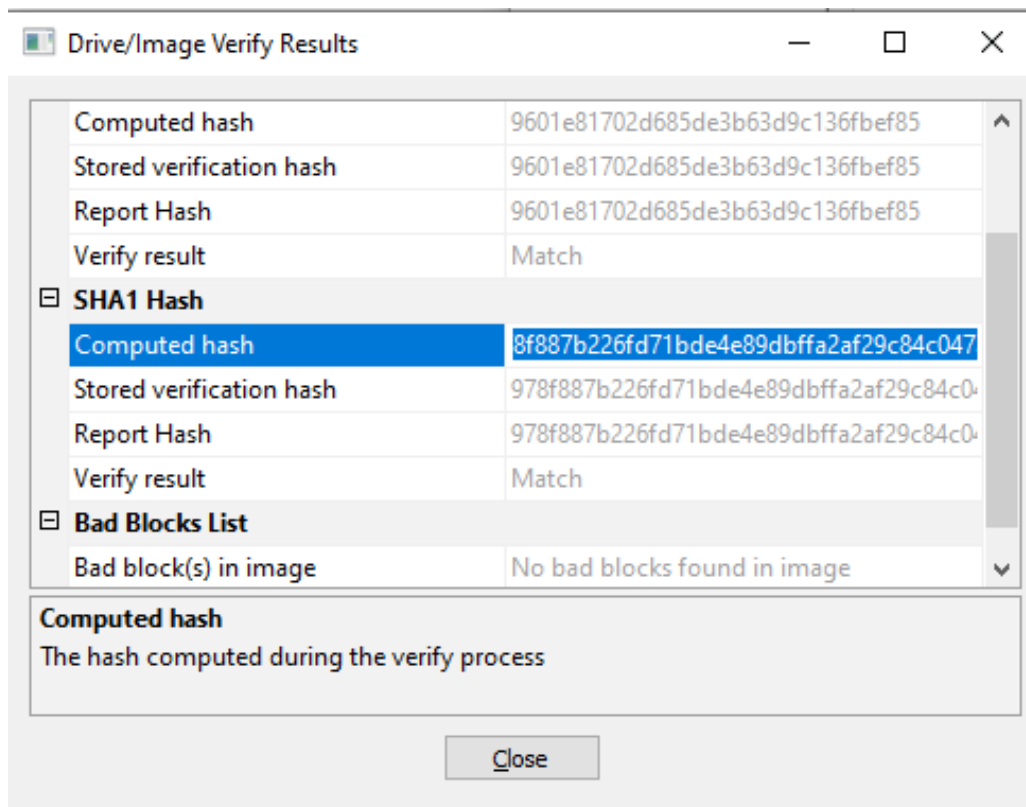 Drive/Image Verify Results
Computed hash 9601e81702d685de3b63d9c136fbef85
Stored verification hash 9601e81702d685de3b63d9c136fbef85
Report Hash 9601e81702d685de3b63d9c136fbef85
Verify result Match
SHA1 Hash
Computed hash 8f887b226fd71bde4e89dbffa2af29c84c047
Stored verification hash 978f887b226fd71bde4e89dbffa2af29c84c04
Report Hash 978f887b226fd71bde4e89dbffa2af29c84c04
Verify result Match
Bad Blocks List
Bad block(s) in image No bad blocks found in image
Computed hash
The hash computed during the verify process
Close